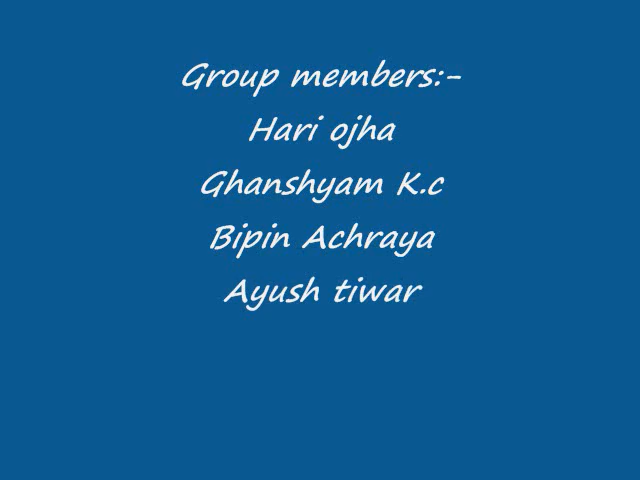 Group members:-
Hari ojha
Ghanshyam K.c
Bipin Achraya
Ayush tiwar